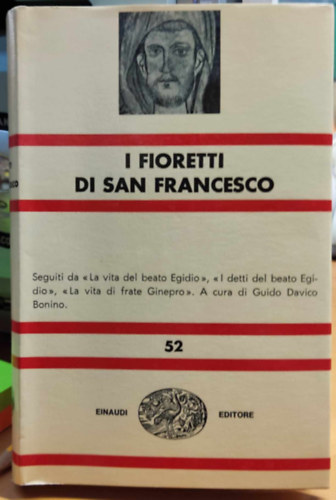 I FIORETTI
DI SAN FRANCESCO
Seguiti da « La vita del beato Egidio », « I detti del beato Egi-
dio », « La vita di frate Ginepro ». A cura di Guido Davico
Bonino.
52
EINAUDI EDITORE